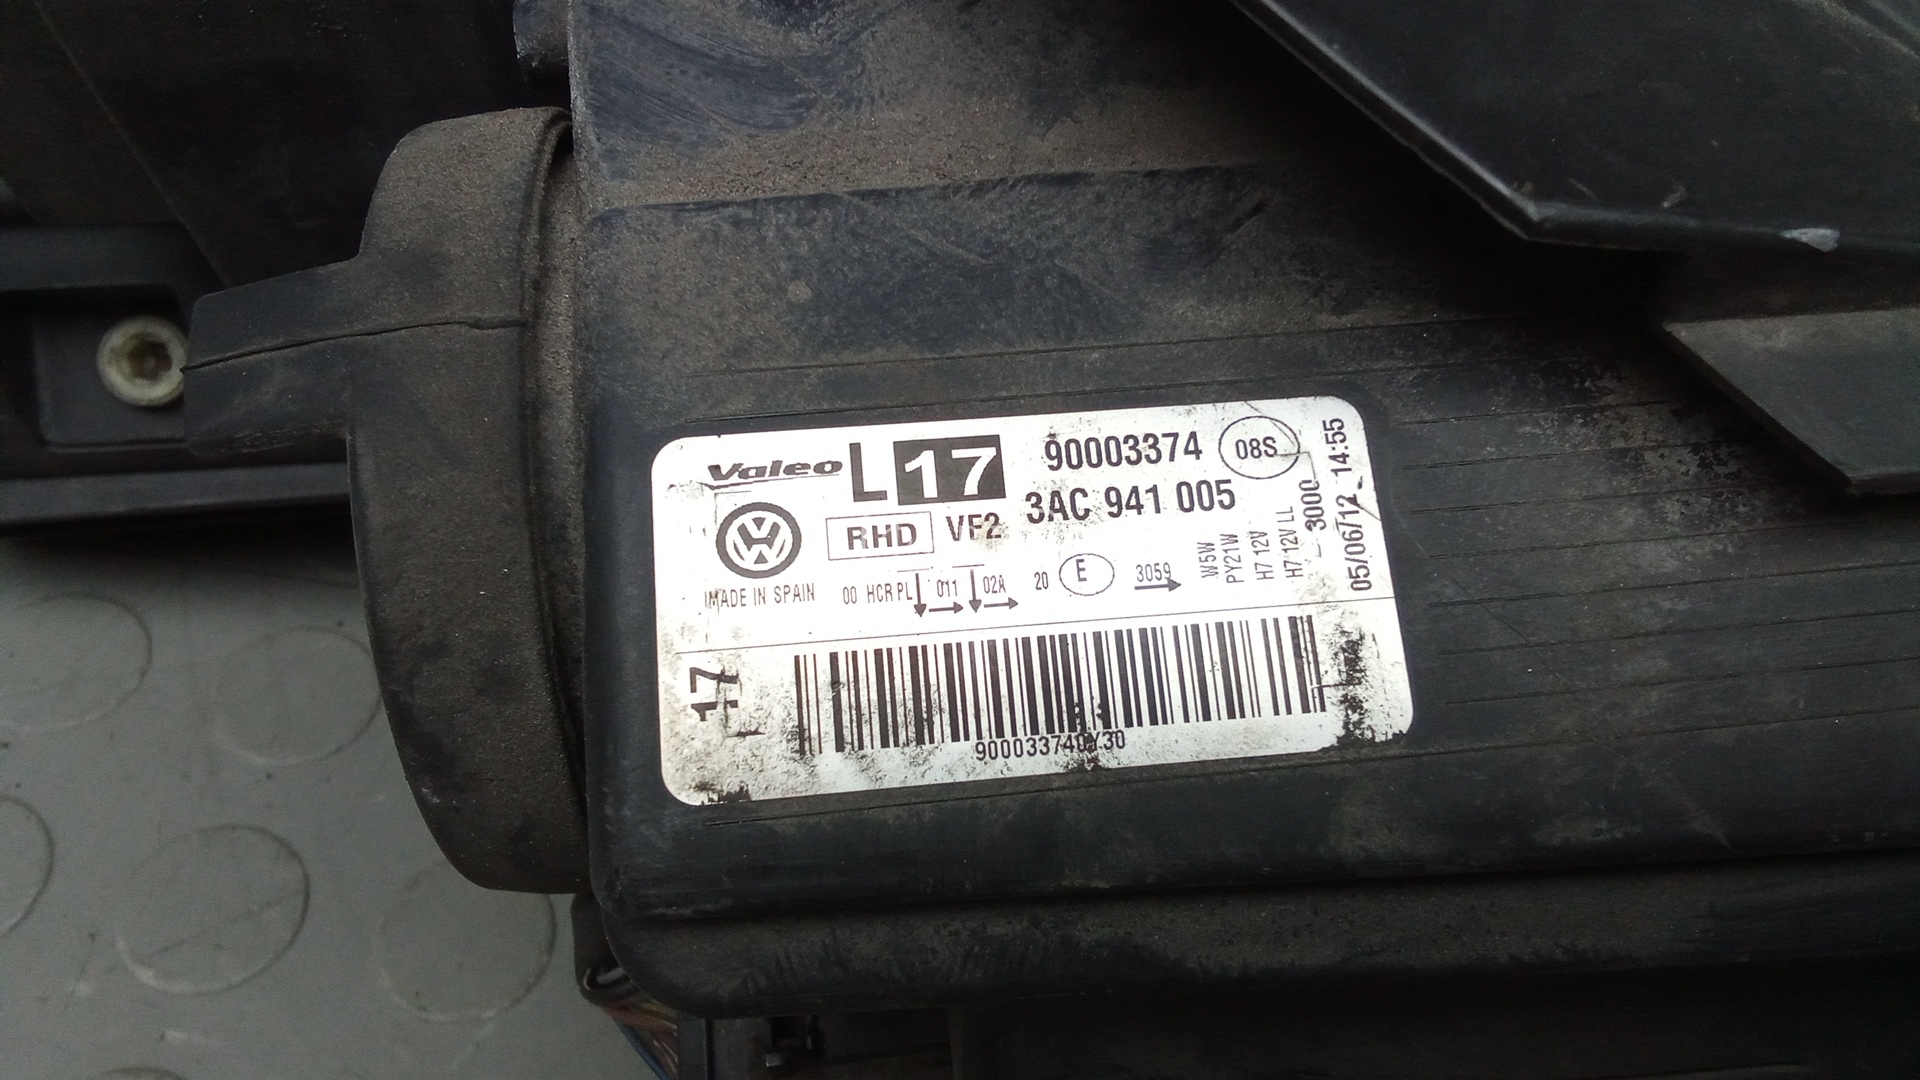 Valeo L 17 90003374 08S
RHD VF2 3AC 941 005
MADE IN SPAIN 00 HCR PL 011 02A 20 E 3059
W5W
PY21W
H7 12V
H7 12V LL
3000
05/06/12 14:55
17
900033740Y30